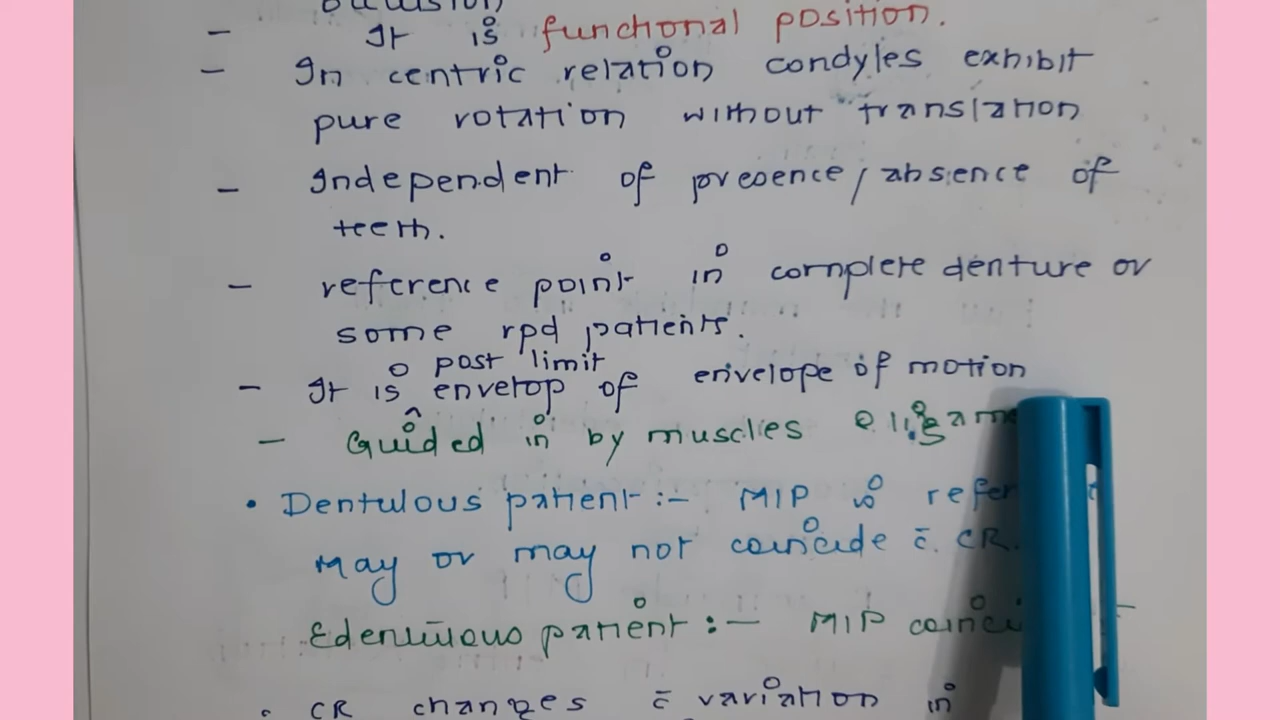 - It is functional position.
- In centric relation condyles exhibit
pure rotation without translation
- Independent of presence/absence of
teeth.
- reference point in complete denture or
some rpd patients.
post limit
- It is ^ envelop of envelope of motion
- Guided in by muscles &
• Dentulous patient :- MIP is
May or may not coincide c̄ CR.
Edentulous patient :- MIP
• CR changes c̄ variation in